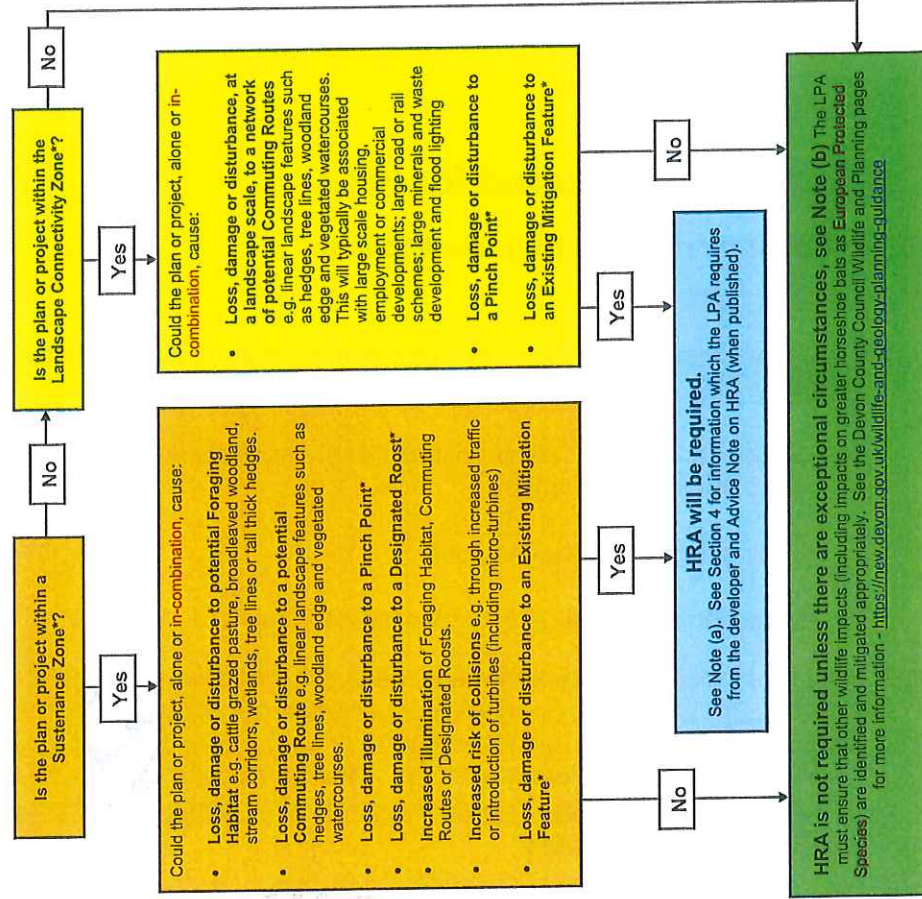 Is the plan or project within a
Sustenance Zone*?
No
Is the plan or project within the
Landscape Connectivity Zone*?
No
Yes
Yes
Could the plan or project, alone or in-combination, cause:
• Loss, damage or disturbance to potential Foraging
Habitat e.g. cattle grazed pasture, broadleaved woodland,
stream corridors, wetlands, tree lines or tall thick hedges.
• Loss, damage or disturbance to a potential
Commuting Route e.g. linear landscape features such as
hedges, tree lines, woodland edge and vegetated
watercourses.
• Loss, damage or disturbance to a Pinch Point*
• Loss, damage or disturbance to a Designated Roost*
• Increased illumination of Foraging Habitat, Commuting
Routes or Designated Roosts.
• Increased risk of collisions e.g. through increased traffic
or introduction of turbines (including micro-turbines)
• Loss, damage or disturbance to an Existing Mitigation
Feature*
Could the plan or project, alone or in-
combination, cause:
• Loss, damage or disturbance, at
a landscape scale, to a network
of potential Commuting Routes
e.g. linear landscape features such
as hedges, tree lines, woodland
edge and vegetated watercourses.
This will typically be associated
with large scale housing,
employment or commercial
developments; large road or rail
schemes; large minerals and waste
development and flood lighting
• Loss, damage or disturbance to
a Pinch Point*
• Loss, damage or disturbance to
an Existing Mitigation Feature*
No
Yes
Yes
No
HRA will be required.
See Note (a). See Section 4 for information which the LPA requires
from the developer and Advice Note on HRA (when published).
HRA is not required unless there are exceptional circumstances, see Note (b) The LPA
must ensure that other wildlife impacts (including impacts on greater horseshoe bats as European Protected
Species) are identified and mitigated appropriately. See the Devon County Council Wildlife and Planning pages
for more information - https://new.devon.gov.uk/wildlife-and-geology-planning-guidance